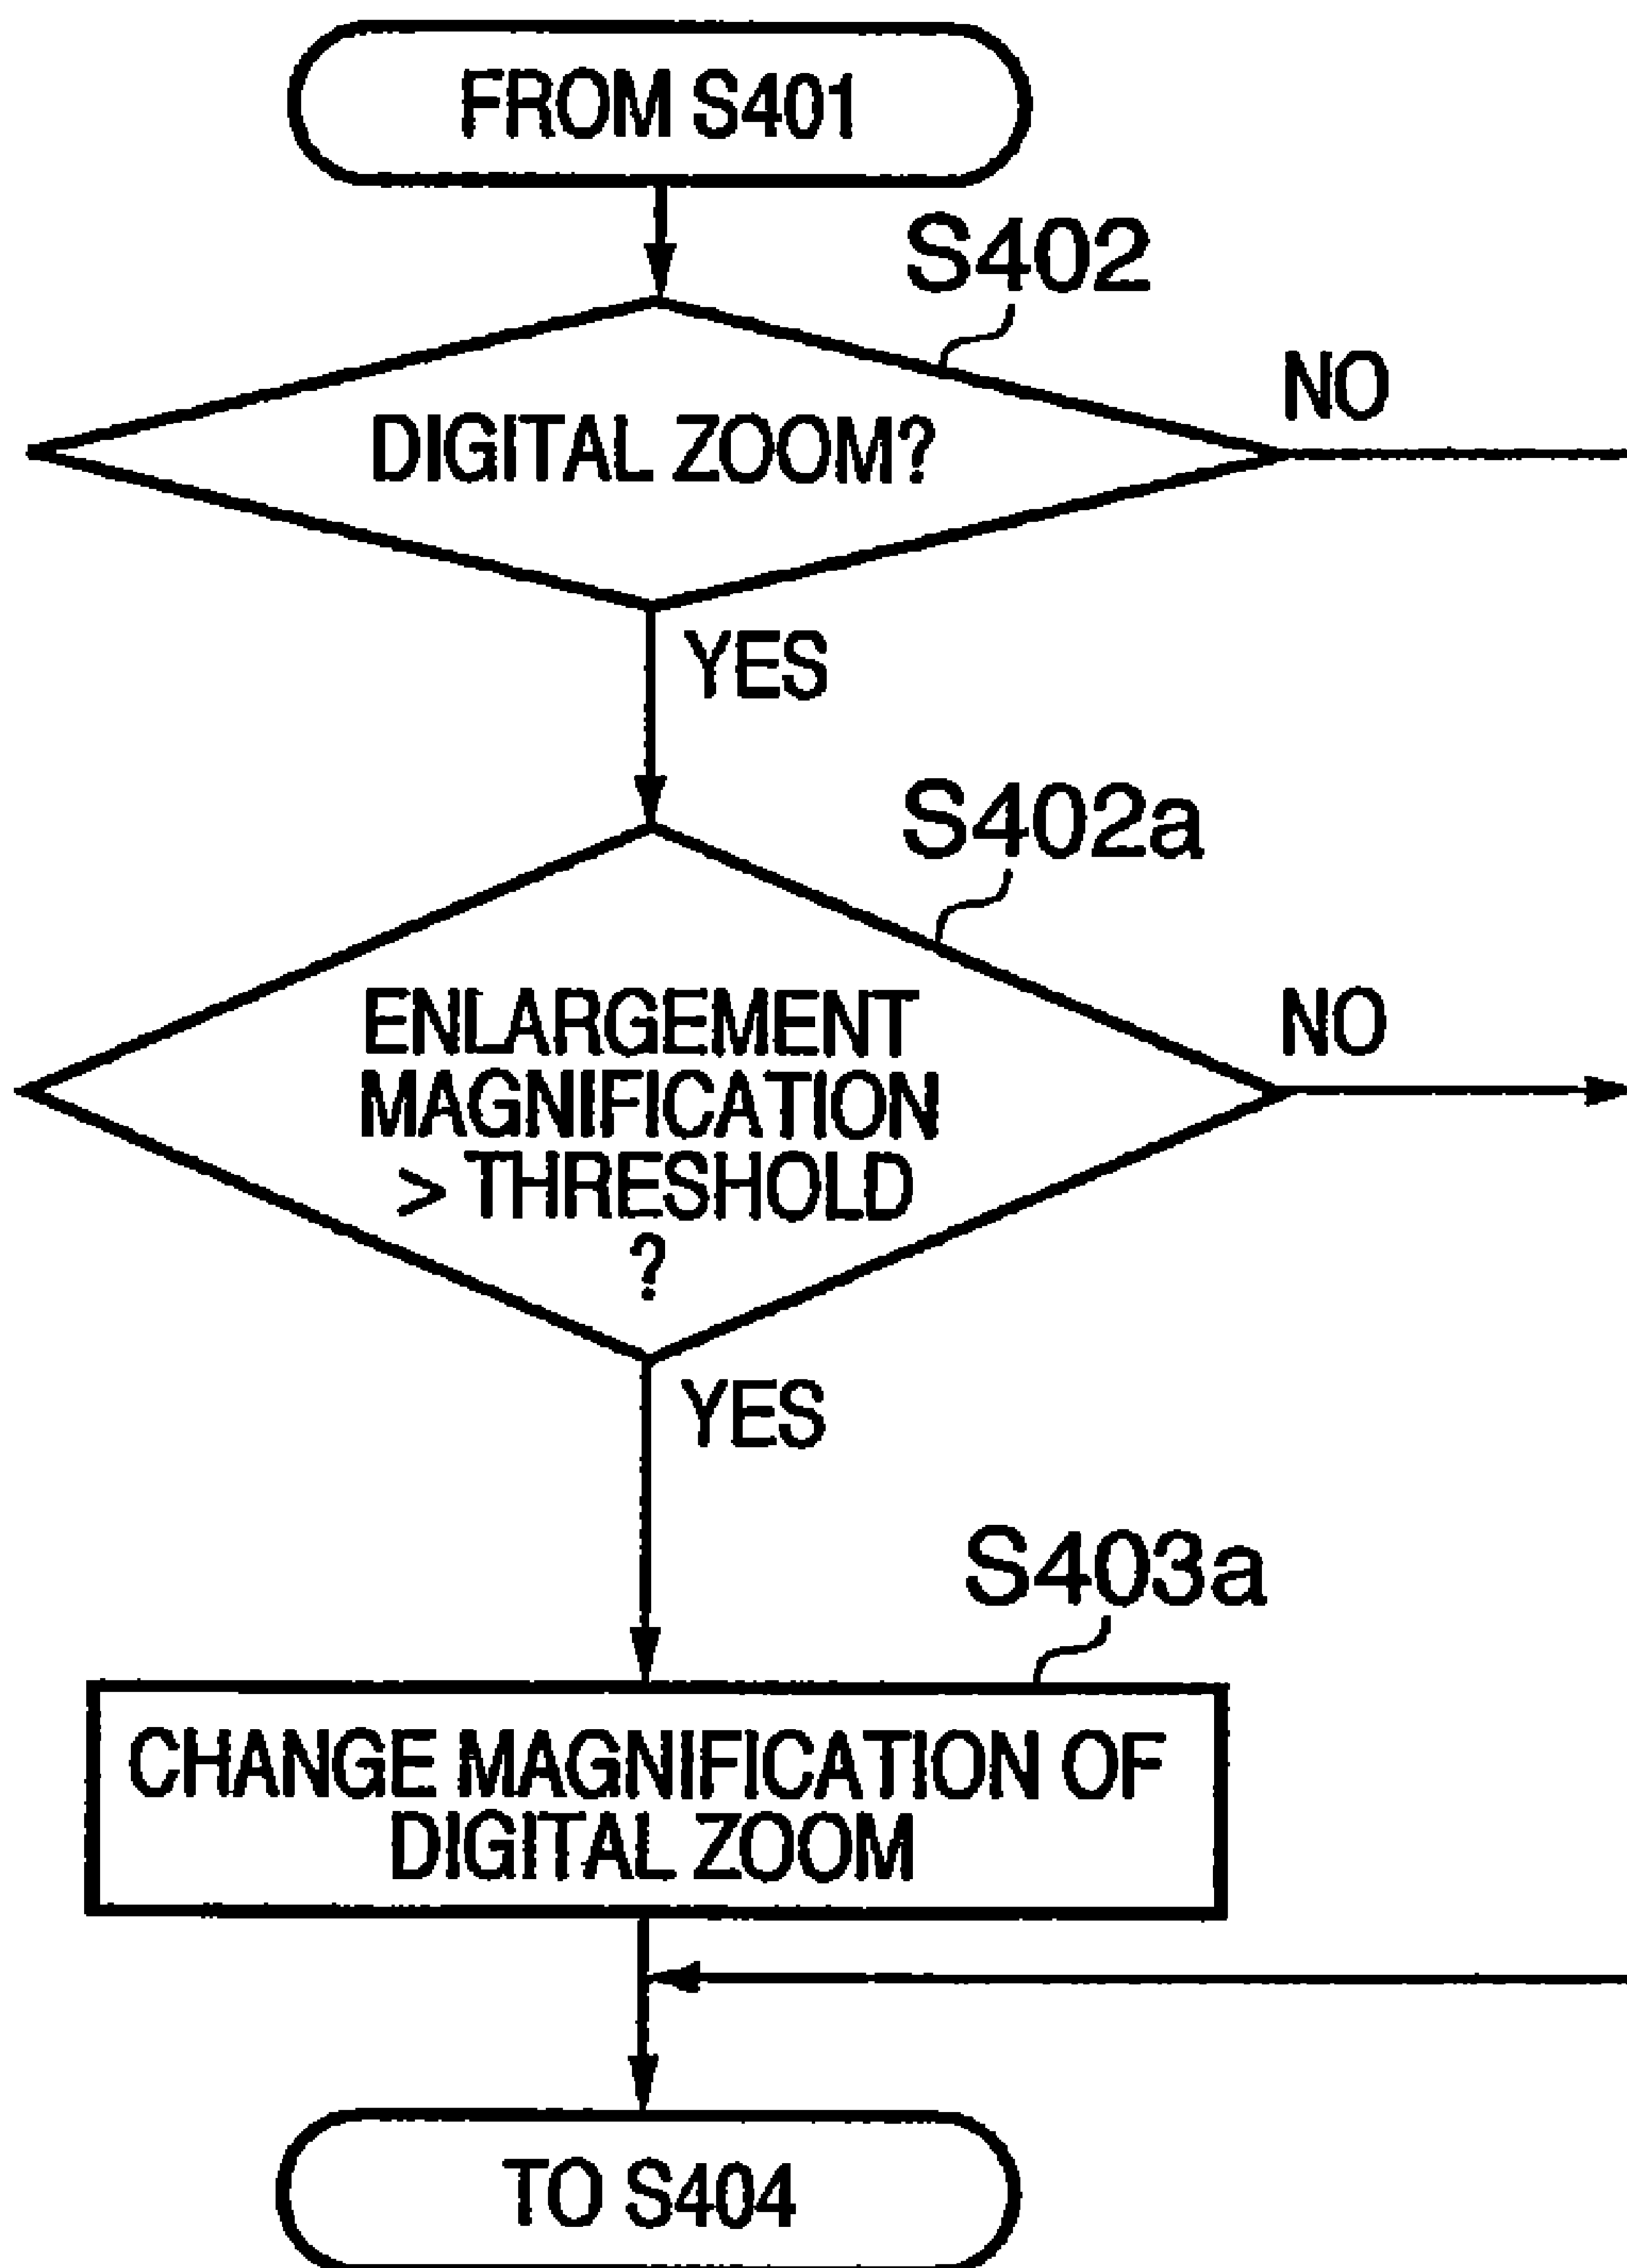 FROM S401
S402
DIGITAL ZOOM?
NO
YES
S402a
ENLARGEMENT
MAGNIFICATION
> THRESHOLD
?
NO
YES
S403a
CHANGE MAGNIFICATION OF
DIGITAL ZOOM
TO S404